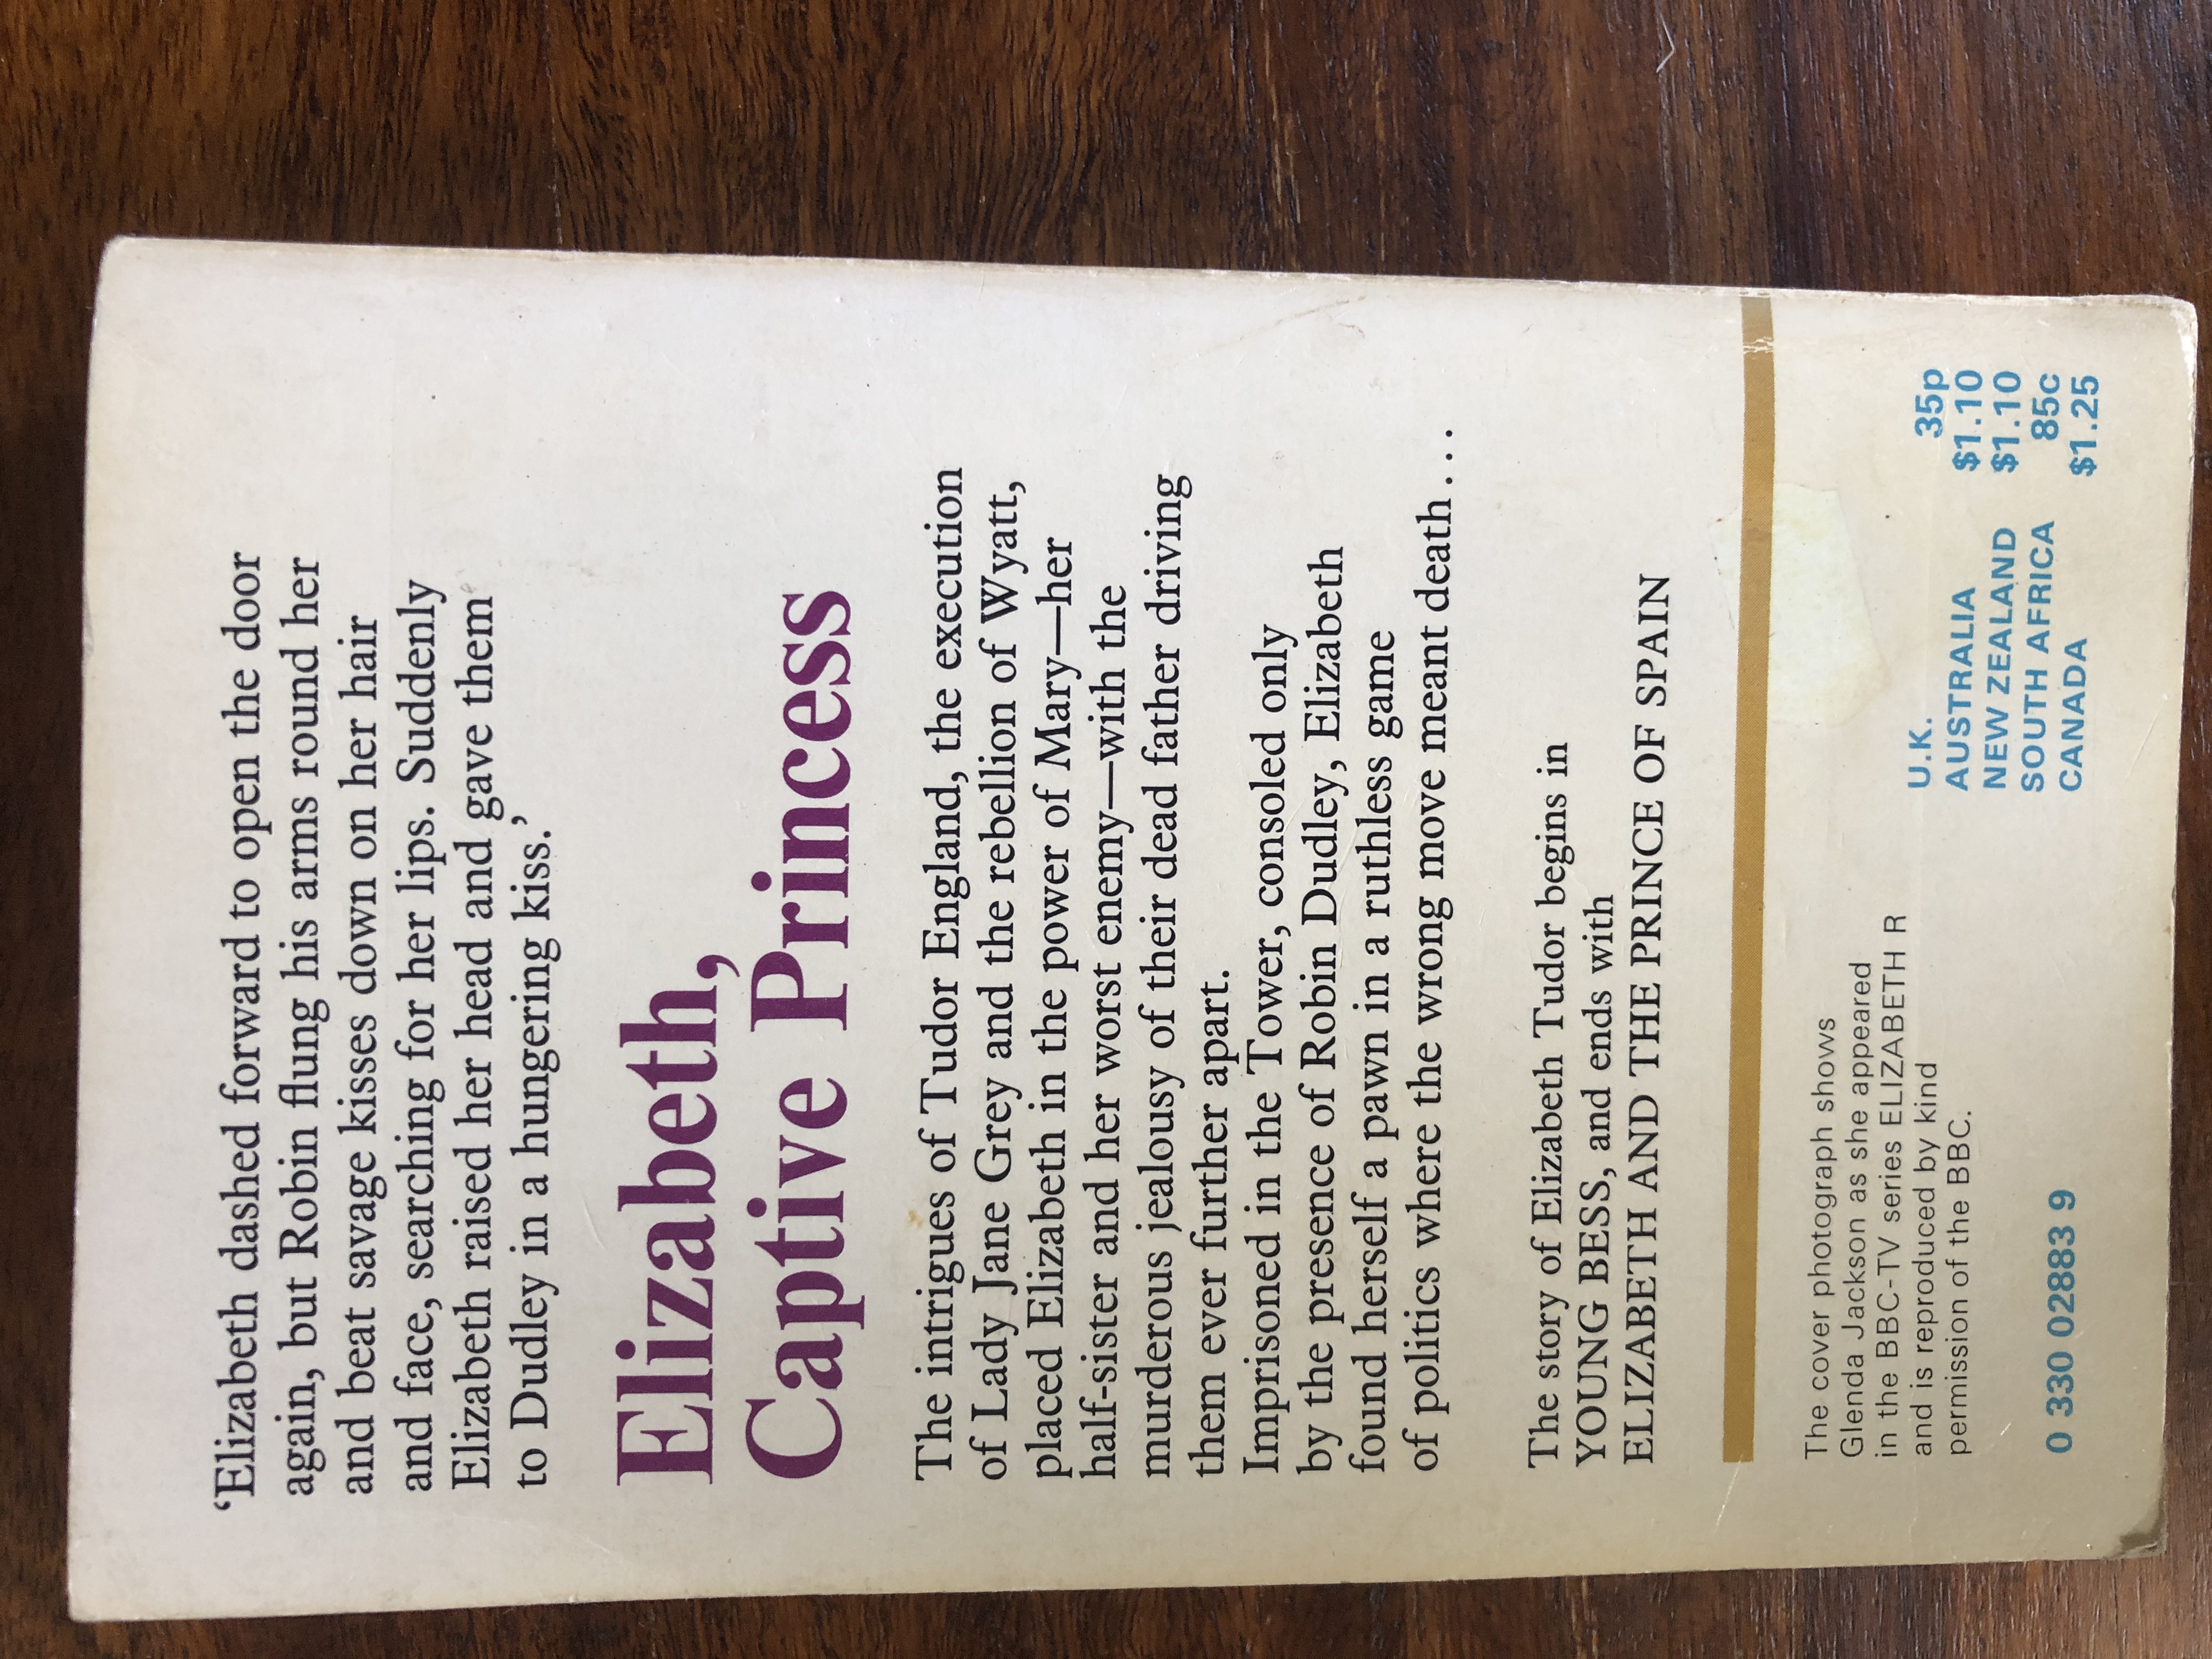 ‘Elizabeth dashed forward to open the door
again, but Robin flung his arms round her
and beat savage kisses down on her hair
and face, searching for her lips. Suddenly
Elizabeth raised her head and gave them
to Dudley in a hungering kiss.’
Elizabeth,
Captive Princess
The intrigues of Tudor England, the execution
of Lady Jane Grey and the rebellion of Wyatt,
placed Elizabeth in the power of Mary—her
half-sister and her worst enemy—with the
murderous jealousy of their dead father driving
them ever further apart.
Imprisoned in the Tower, consoled only
by the presence of Robin Dudley, Elizabeth
found herself a pawn in a ruthless game
of politics where the wrong move meant death...
The story of Elizabeth Tudor begins in
YOUNG BESS, and ends with
ELIZABETH AND THE PRINCE OF SPAIN
The cover photograph shows
Glenda Jackson as she appeared
in the BBC-TV series ELIZABETH R
and is reproduced by kind
permission of the BBC.
0 330 02883 9
U.K. 35p
AUSTRALIA $1.10
NEW ZEALAND $1.10
SOUTH AFRICA 85c
CANADA $1.25